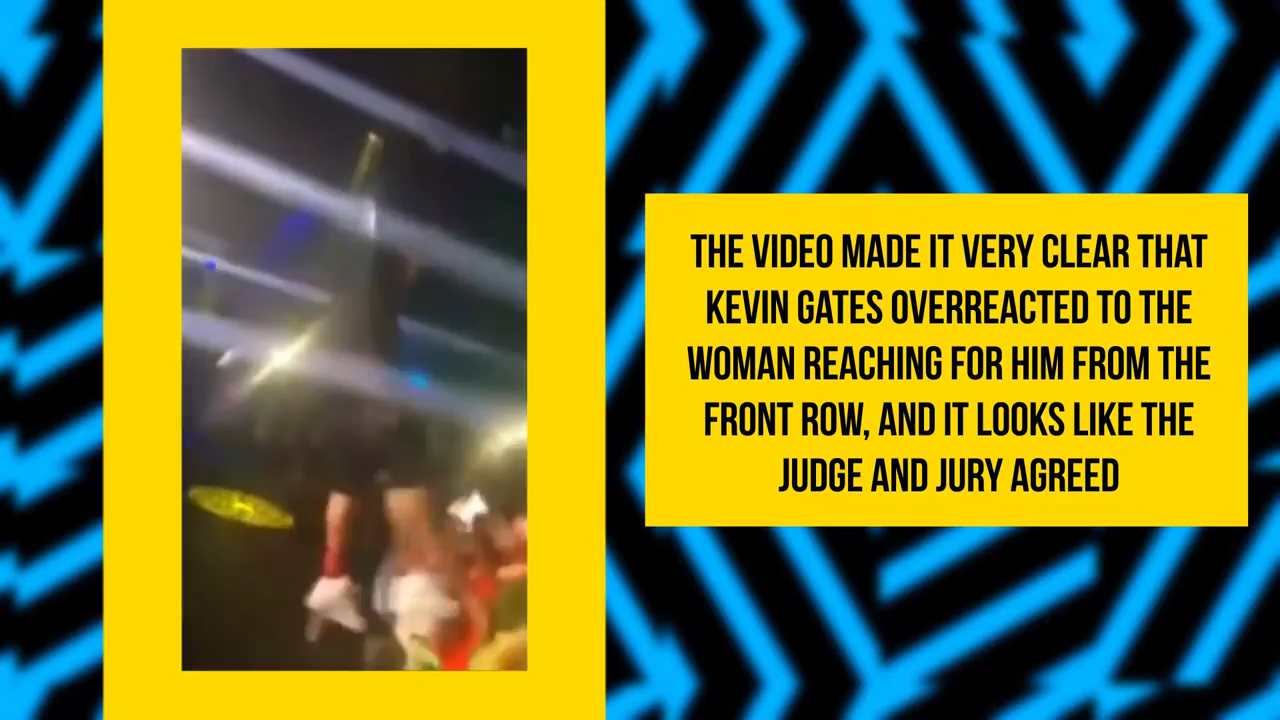 THE VIDEO MADE IT VERY CLEAR THAT
KEVIN GATES OVERREACTED TO THE
WOMAN REACHING FOR HIM FROM THE
FRONT ROW, AND IT LOOKS LIKE THE
JUDGE AND JURY AGREED